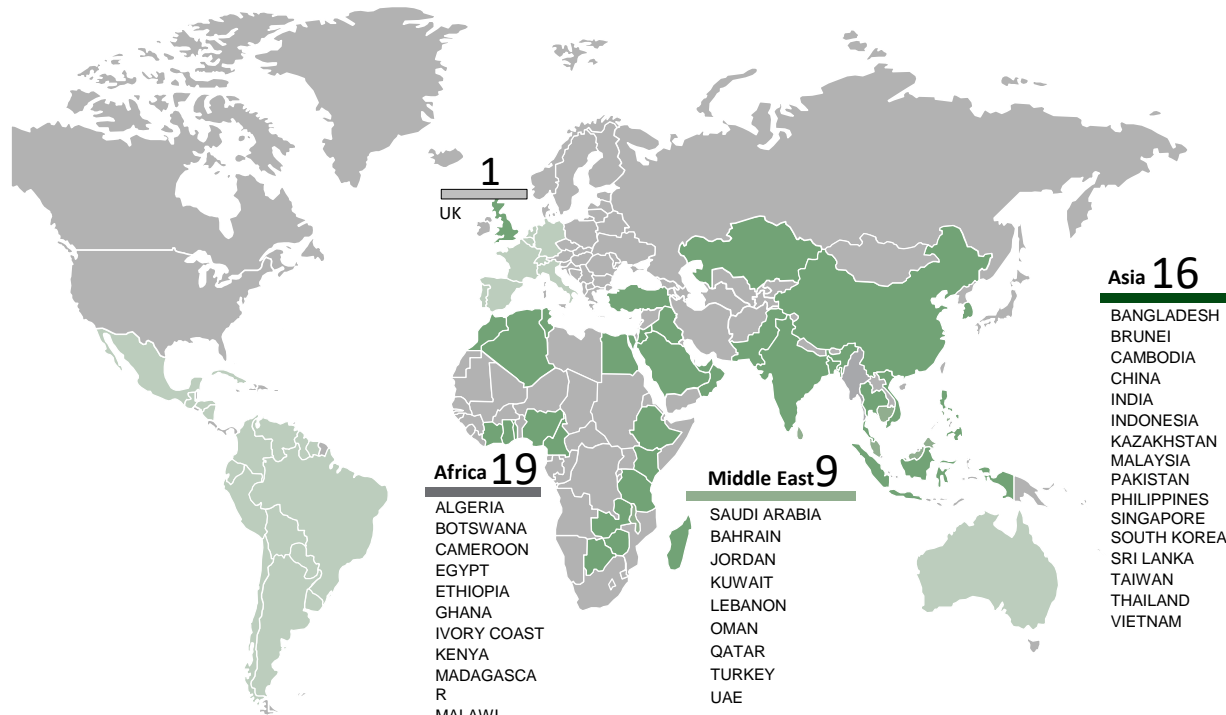 1
UK
Africa 19
ALGERIA
BOTSWANA
CAMEROON
EGYPT
ETHIOPIA
GHANA
IVORY COAST
KENYA
MADAGASCA
R
MALAWI
Middle East 9
SAUDI ARABIA
BAHRAIN
JORDAN
KUWAIT
LEBANON
OMAN
QATAR
TURKEY
UAE
Asia 16
BANGLADESH
BRUNEI
CAMBODIA
CHINA
INDIA
INDONESIA
KAZAKHSTAN
MALAYSIA
PAKISTAN
PHILIPPINES
SINGAPORE
SOUTH KOREA
SRI LANKA
TAIWAN
THAILAND
VIETNAM